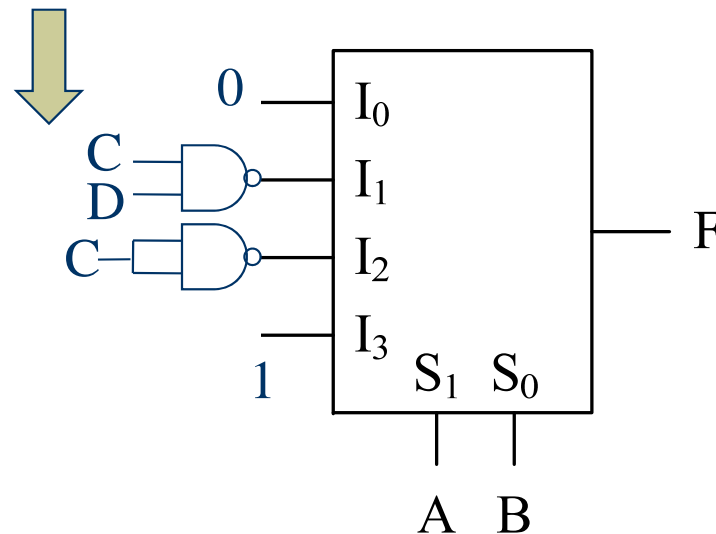 0 I₀
C
D I₁
C I₂ F
I₃
1 S₁ S₀
A B